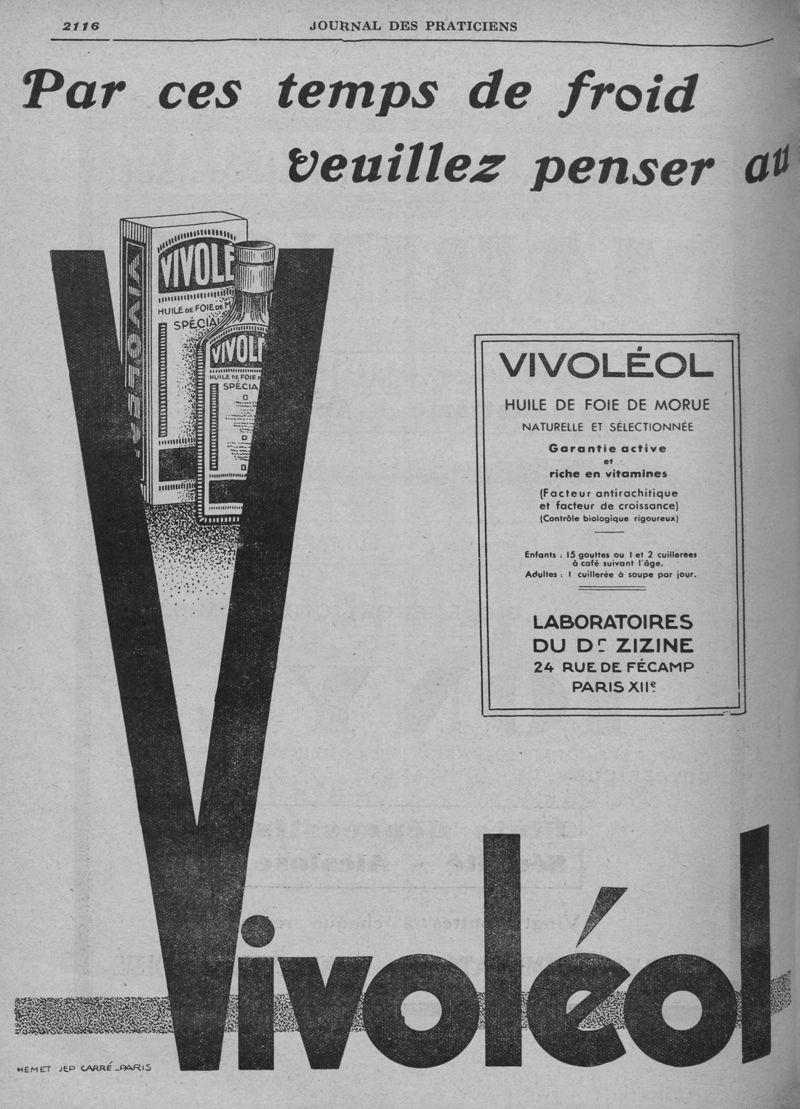 2116
JOURNAL DES PRATICIENS
Par ces temps de froid
veuillez penser au
VIVOLÉ
HUILE DE FOIE DE M
SPÉCIAL
VIVOL
HUILE DE FOIE
SPÉCIA
VIVOLÉOL
HUILE DE FOIE DE MORUE
NATURELLE ET SÉLECTIONNÉE
Garantie active
et
riche en vitamines
(Facteur antirachitique
et facteur de croissance)
(Contrôle biologique rigoureux)
Enfants : 15 gouttes ou 1 et 2 cuillerées
à café suivant l'âge.
Adultes : 1 cuillerée à soupe par jour.
LABORATOIRES
DU Dr ZIZINE
24 RUE DE FÉCAMP
PARIS XIIe
Vivoléol
HEMET JEP CARRÉ_PARIS